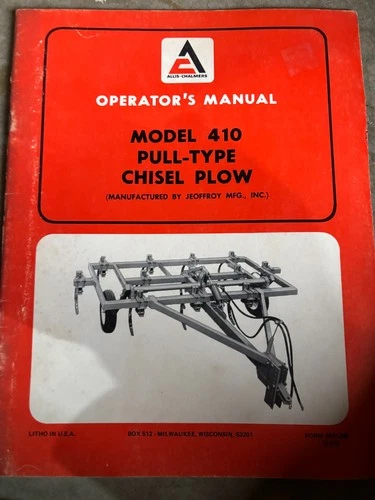 ALLIS-CHALMERS
OPERATOR'S MANUAL
MODEL 410
PULL-TYPE
CHISEL PLOW
(MANUFACTURED BY JEOFFROY MFG., INC.)
LITHO IN U.S.A.
BOX 512 - MILWAUKEE, WISCONSIN, 53201
FORM